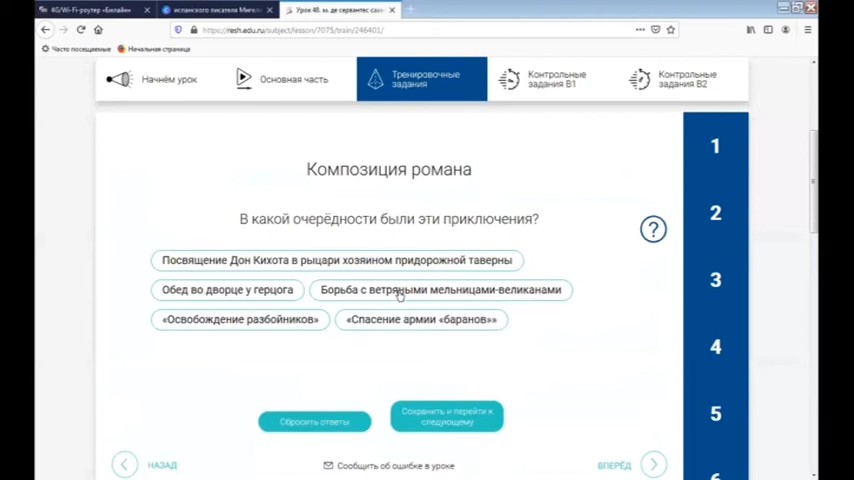 4G/Wi-Fi-роутер «Билайн»
испанского писателя Мигель
Урок 48. м. де сервантес саав
https://resh.edu.ru/subject/lesson/7075/train/246401/
Часто посещаемые
Начальная страница
Начнём урок
Основная часть
Тренировочные
задания
Контрольные
задания В1
Контрольные
задания В2
Композиция романа
В какой очерёдности были эти приключения?
?
Посвящение Дон Кихота в рыцари хозяином придорожной таверны
Обед во дворце у герцога
Борьба с ветряными мельницами-великанами
«Освобождение разбойников»
«Спасение армии «баранов»»
Сбросить ответы
Сохранить и перейти к
следующему
НАЗАД
Сообщить об ошибке в уроке
ВПЕРЁД
1
2
3
4
5